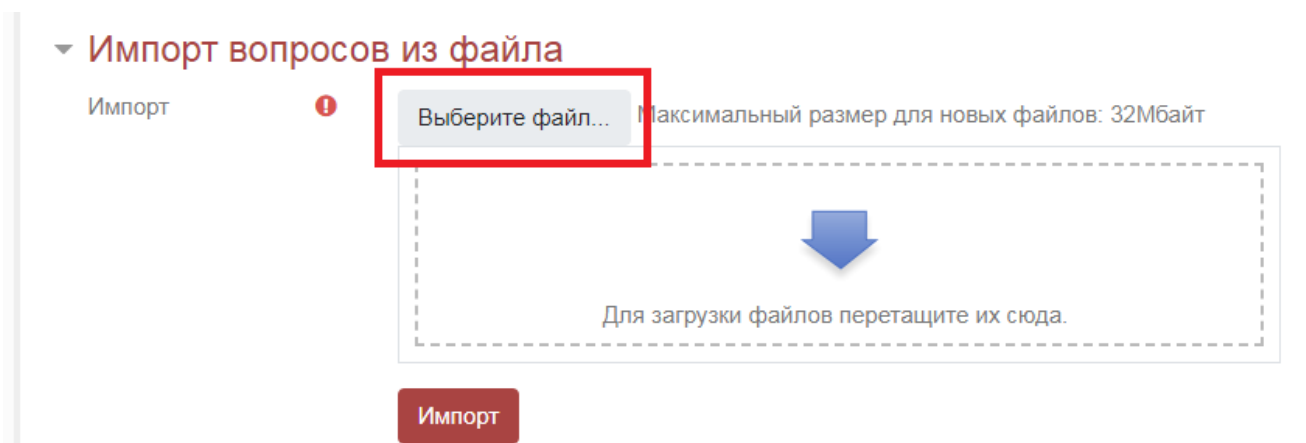 Импорт вопросов из файла
Импорт
Выберите файл... Максимальный размер для новых файлов: 32Мбайт
Для загрузки файлов перетащите их сюда.
Импорт